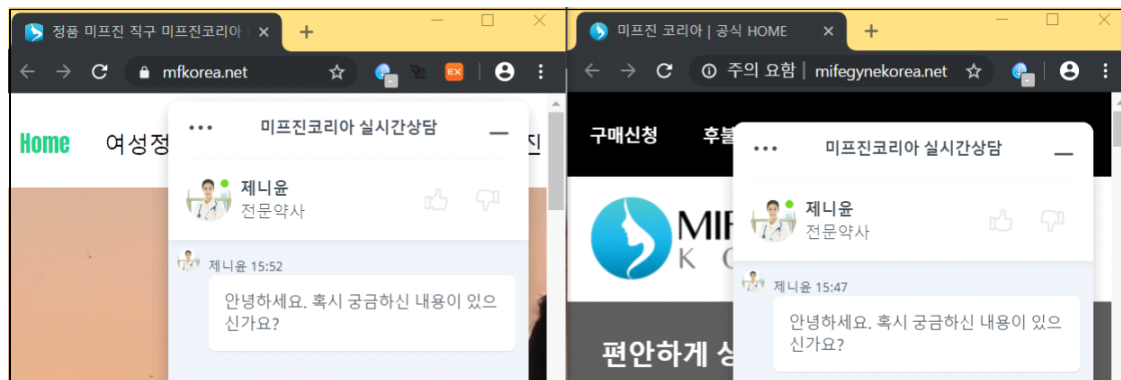 정품 미프진 직구 미프진코리아
mfkorea.net
EX
Home 여성정 진
미프진코리아 실시간상담
제니윤
전문약사
제니윤 15:52
안녕하세요. 혹시 궁금하신 내용이 있으
신가요?
미프진 코리아 | 공식 HOME
주의 요함 | mifegynekorea.net
구매신청 후불
미프진코리아 실시간상담
MIF
K O
제니윤
전문약사
제니윤 15:47
안녕하세요. 혹시 궁금하신 내용이 있으
신가요?
편안하게 상